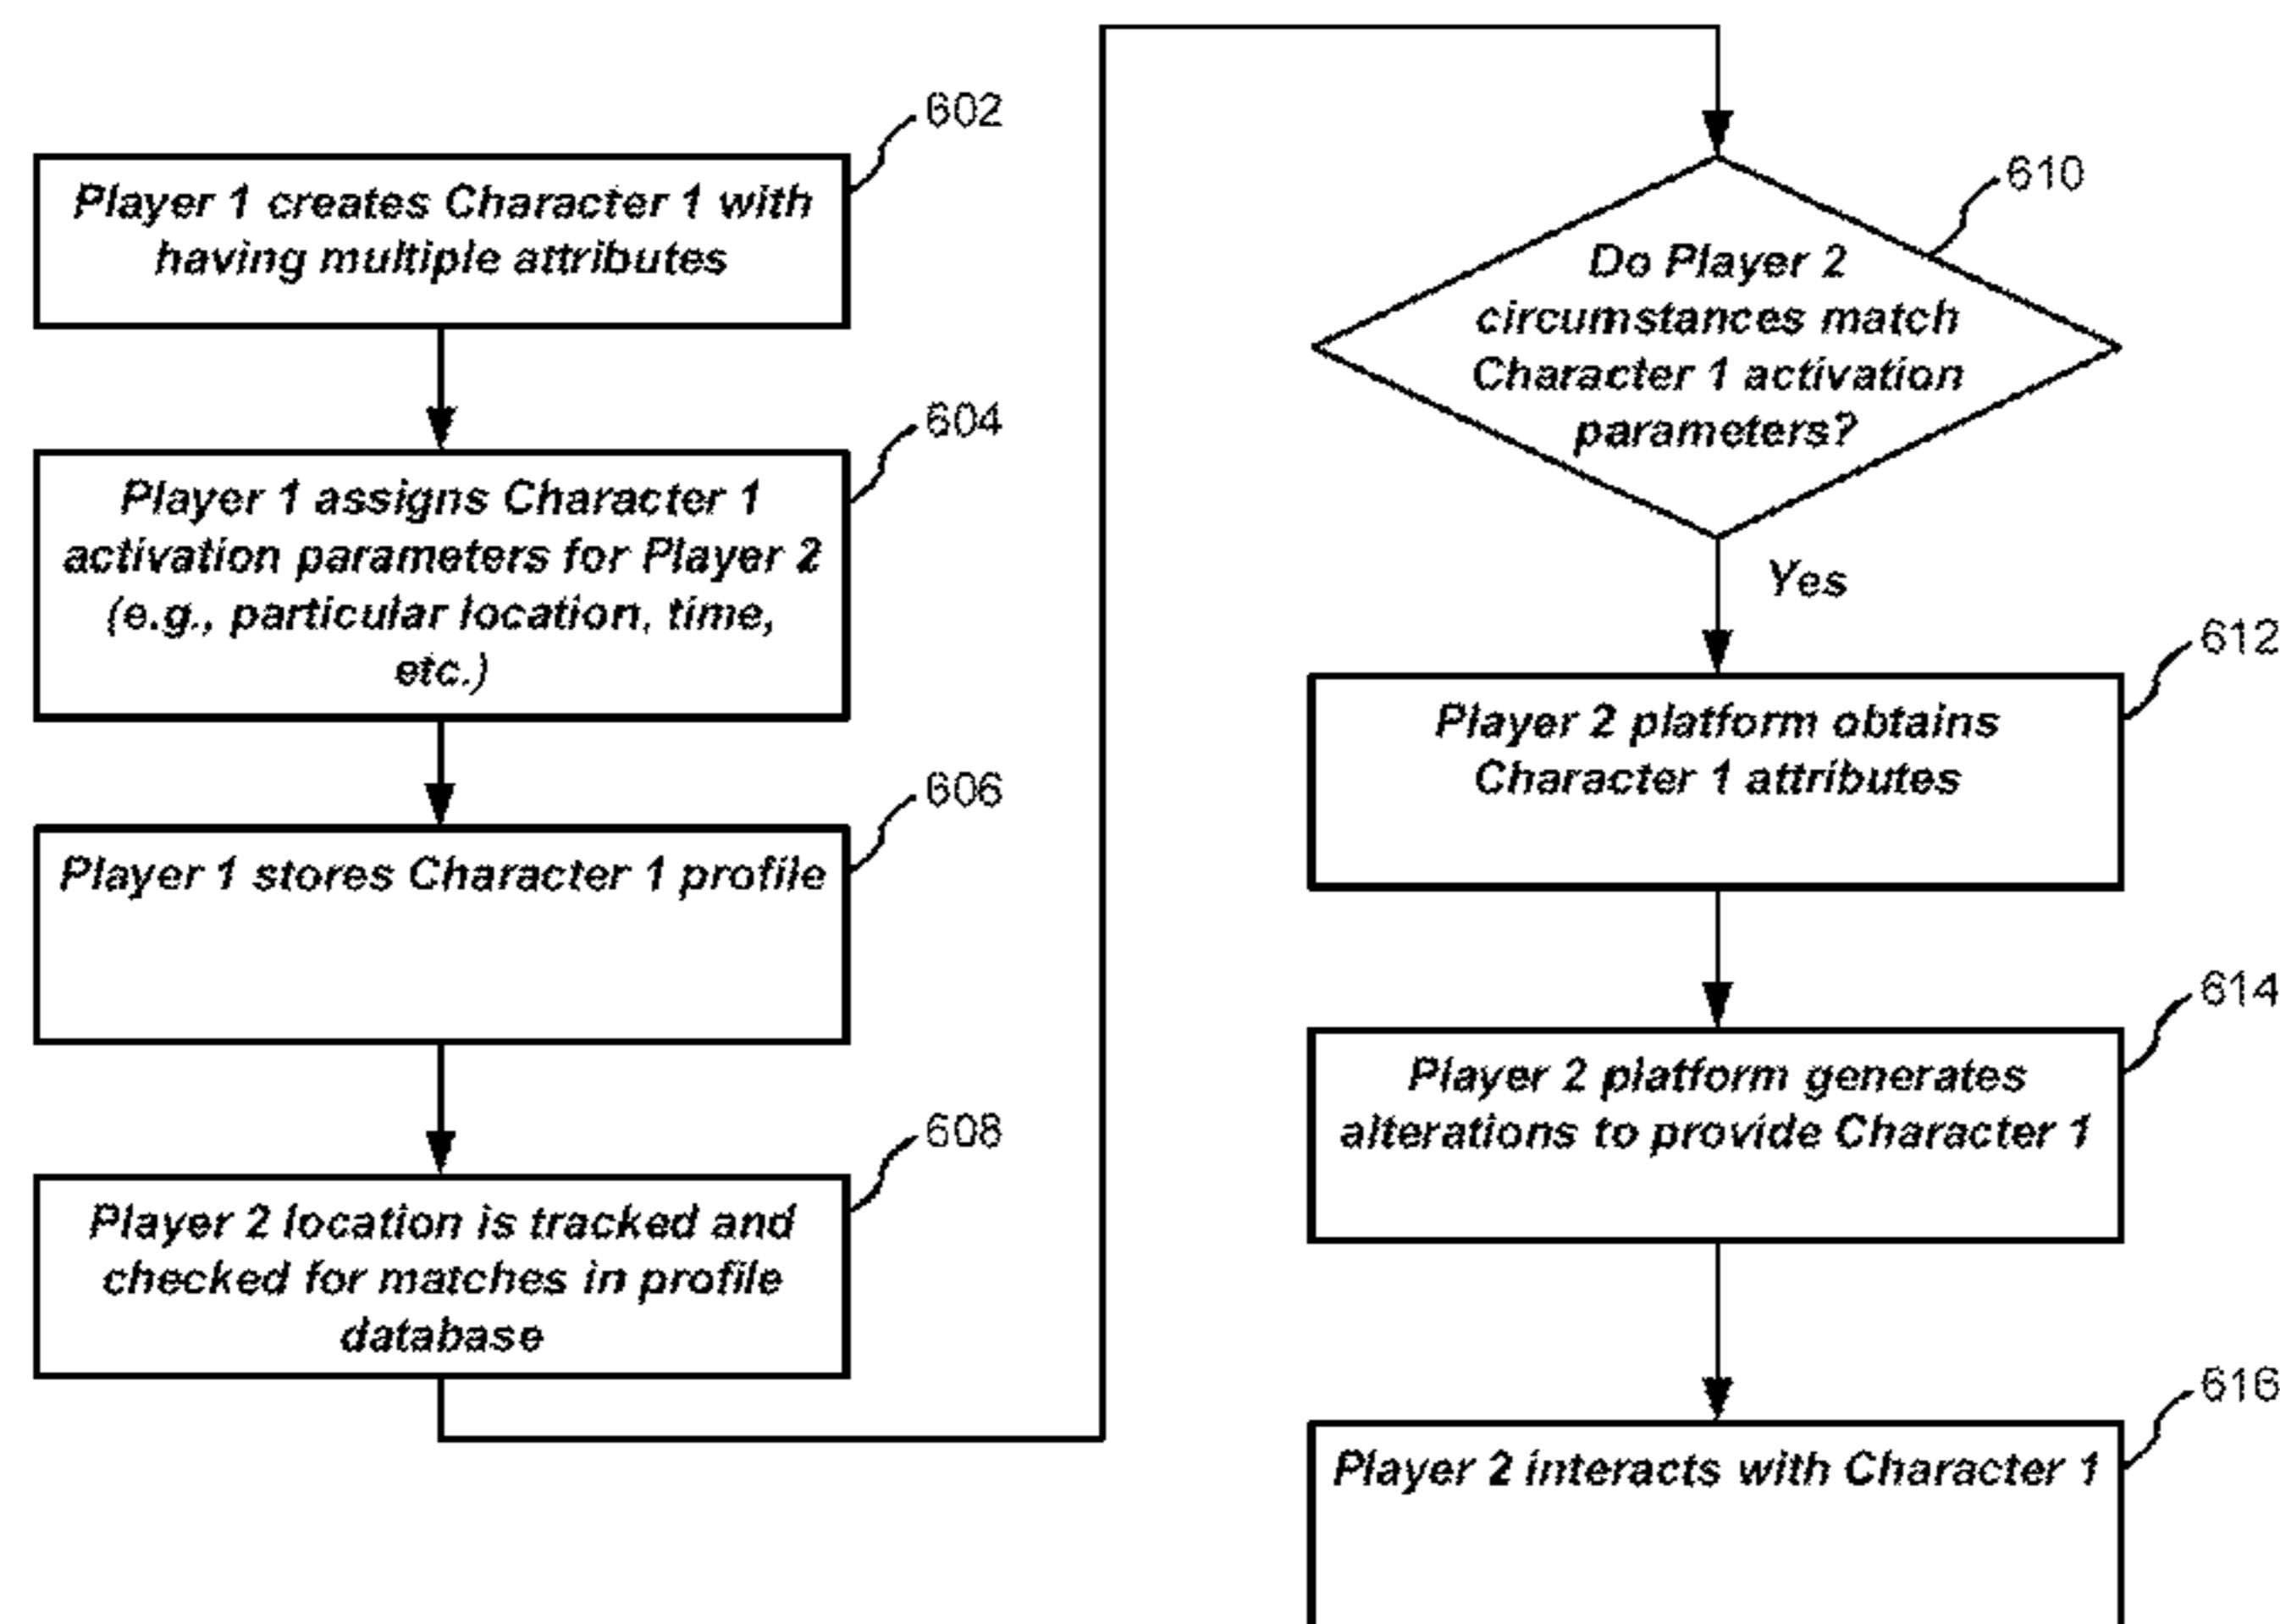 602
Player 1 creates Character 1 with
having multiple attributes
604
Player 1 assigns Character 1
activation parameters for Player 2
(e.g., particular location, time,
etc.)
606
Player 1 stores Character 1 profile
608
Player 2 location is tracked and
checked for matches in profile
database
610
Do Player 2
circumstances match
Character 1 activation
parameters?
Yes
612
Player 2 platform obtains
Character 1 attributes
614
Player 2 platform generates
alterations to provide Character 1
616
Player 2 interacts with Character 1